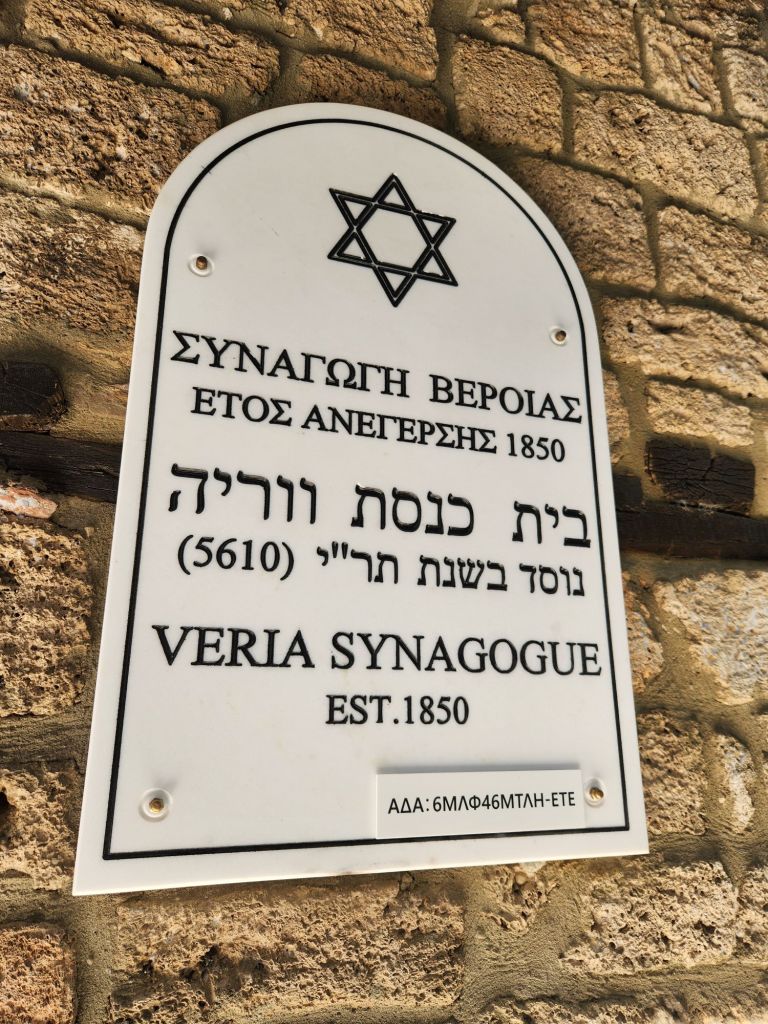 ΣΥΝΑΓΩΓΗ ΒΕΡΟΙΑΣ
ΕΤΟΣ ΑΝΕΓΕΡΣΗΣ 1850
בית כנסת ווריה
נוסד בשנת תר"י (5610)
VERIA SYNAGOGUE
EST.1850
ΑΔΑ: 6ΜΛΦ46ΜΤΛΗ-ΕΤΕ